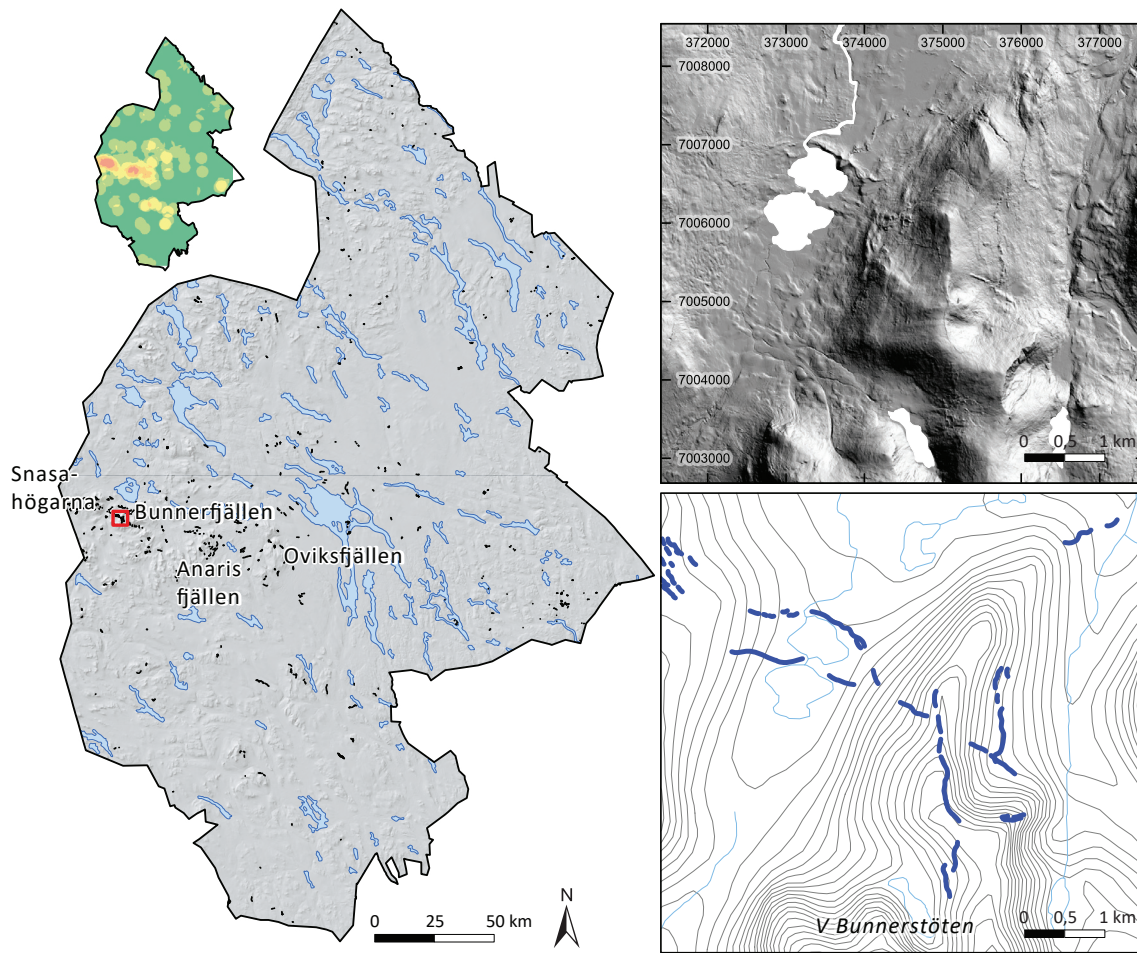 Snasa-
högarna
Bunnerfjällen
Anaris
fjällen
Oviksfjällen
0 25 50 km
N
372000 373000 374000 375000 376000 377000
7008000
7007000
7006000
7005000
7004000
7003000
0 0,5 1 km
V Bunnerstöten
0 0,5 1 km